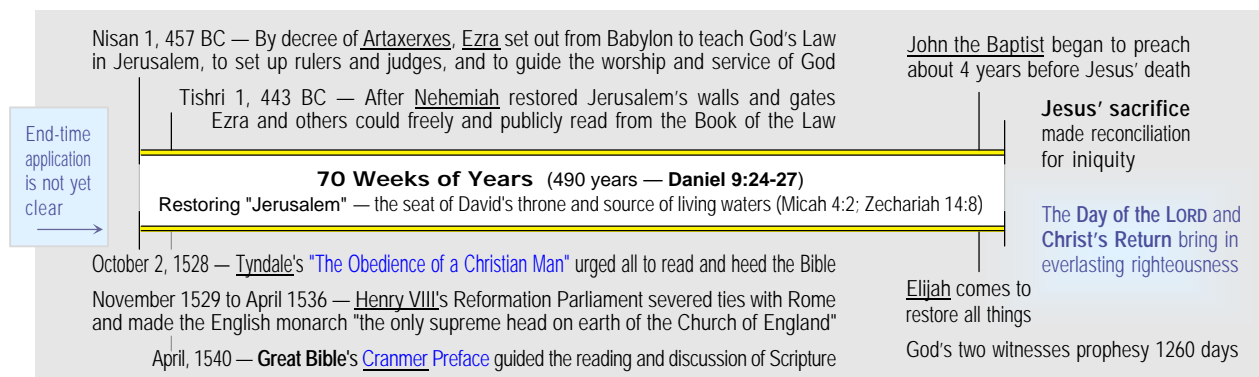 Nisan 1, 457 BC — By decree of Artaxerxes, Ezra set out from Babylon to teach God's Law
in Jerusalem, to set up rulers and judges, and to guide the worship and service of God
Tishri 1, 443 BC — After Nehemiah restored Jerusalem's walls and gates
Ezra and others could freely and publicly read from the Book of the Law
John the Baptist began to preach
about 4 years before Jesus' death
Jesus' sacrifice
made reconciliation
for iniquity
End-time
application
is not yet
clear
70 Weeks of Years (490 years — Daniel 9:24-27)
Restoring "Jerusalem" — the seat of David's throne and source of living waters (Micah 4:2; Zechariah 14:8)
The Day of the LORD and
Christ's Return bring in
everlasting righteousness
October 2, 1528 — Tyndale's "The Obedience of a Christian Man" urged all to read and heed the Bible
November 1529 to April 1536 — Henry VIII's Reformation Parliament severed ties with Rome
and made the English monarch "the only supreme head on earth of the Church of England"
April, 1540 — Great Bible's Cranmer Preface guided the reading and discussion of Scripture
Elijah comes to
restore all things
God's two witnesses prophesy 1260 days